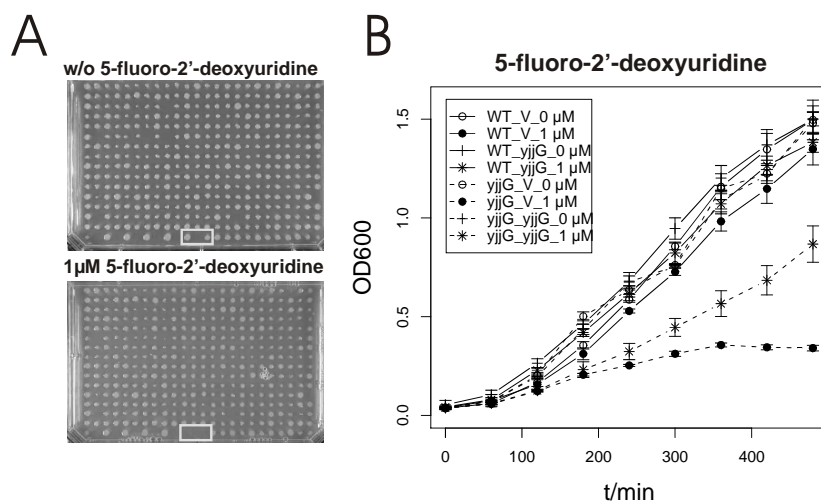 A
w/o 5-fluoro-2'-deoxyuridine
1µM 5-fluoro-2'-deoxyuridine
B
5-fluoro-2'-deoxyuridine
WT_V_0 µM
WT_V_1 µM
WT_yjjG_0 µM
WT_yjjG_1 µM
yjjG_V_0 µM
yjjG_V_1 µM
yjjG_yjjG_0 µM
yjjG_yjjG_1 µM
OD600
1.5
1.0
0.5
0.0
0
100
200
300
400
t/min